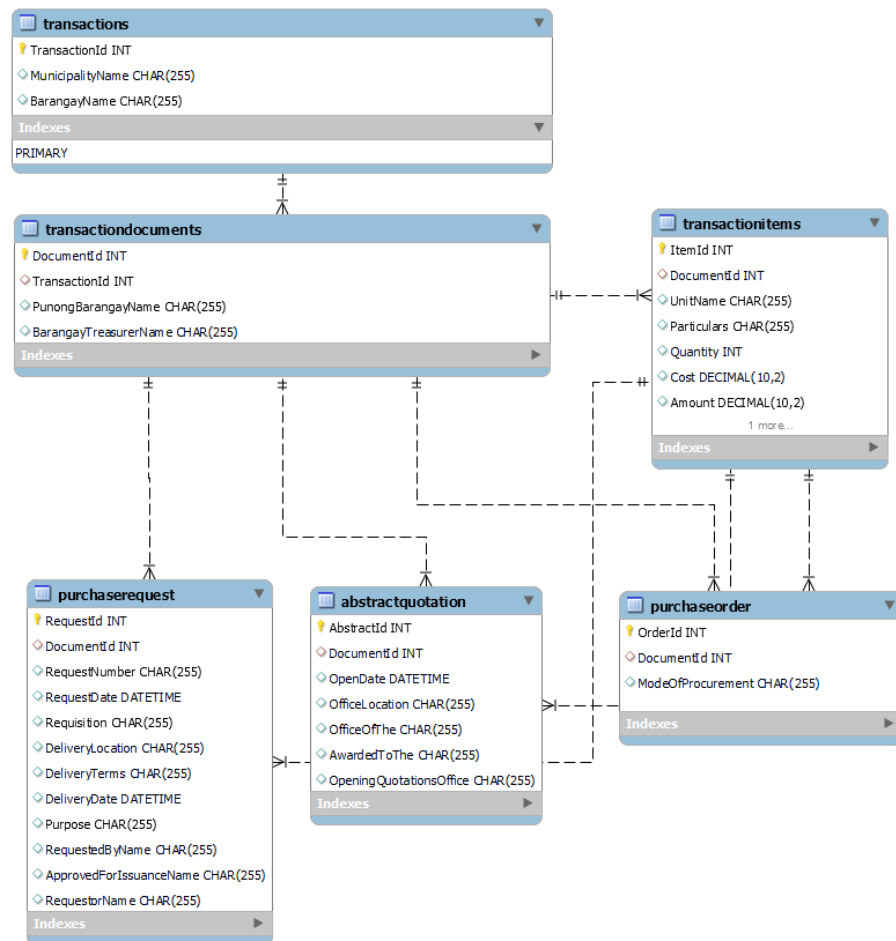 transactions
TransactionId INT
MunicipalityName CHAR(255)
BarangayName CHAR(255)
Indexes
PRIMARY
transactiondocuments
DocumentId INT
TransactionId INT
PunongBarangayName CHAR(255)
BarangayTreasurerName CHAR(255)
Indexes
transactionitems
ItemId INT
DocumentId INT
UnitName CHAR(255)
Particulars CHAR(255)
Quantity INT
Cost DECIMAL(10,2)
Amount DECIMAL(10,2)
1 more...
Indexes
purchaserequest
RequestId INT
DocumentId INT
RequestNumber CHAR(255)
RequestDate DATETIME
Requisition CHAR(255)
DeliveryLocation CHAR(255)
DeliveryTerms CHAR(255)
DeliveryDate DATETIME
Purpose CHAR(255)
RequestedByName CHAR(255)
ApprovedForIssuanceName CHAR(255)
RequestorName CHAR(255)
Indexes
abstractquotation
AbstractId INT
DocumentId INT
OpenDate DATETIME
OfficeLocation CHAR(255)
OfficeOfThe CHAR(255)
AwardedToThe CHAR(255)
OpeningQuotationsOffice CHAR(255)
Indexes
purchaseorder
OrderId INT
DocumentId INT
ModeOfProcurement CHAR(255)
Indexes